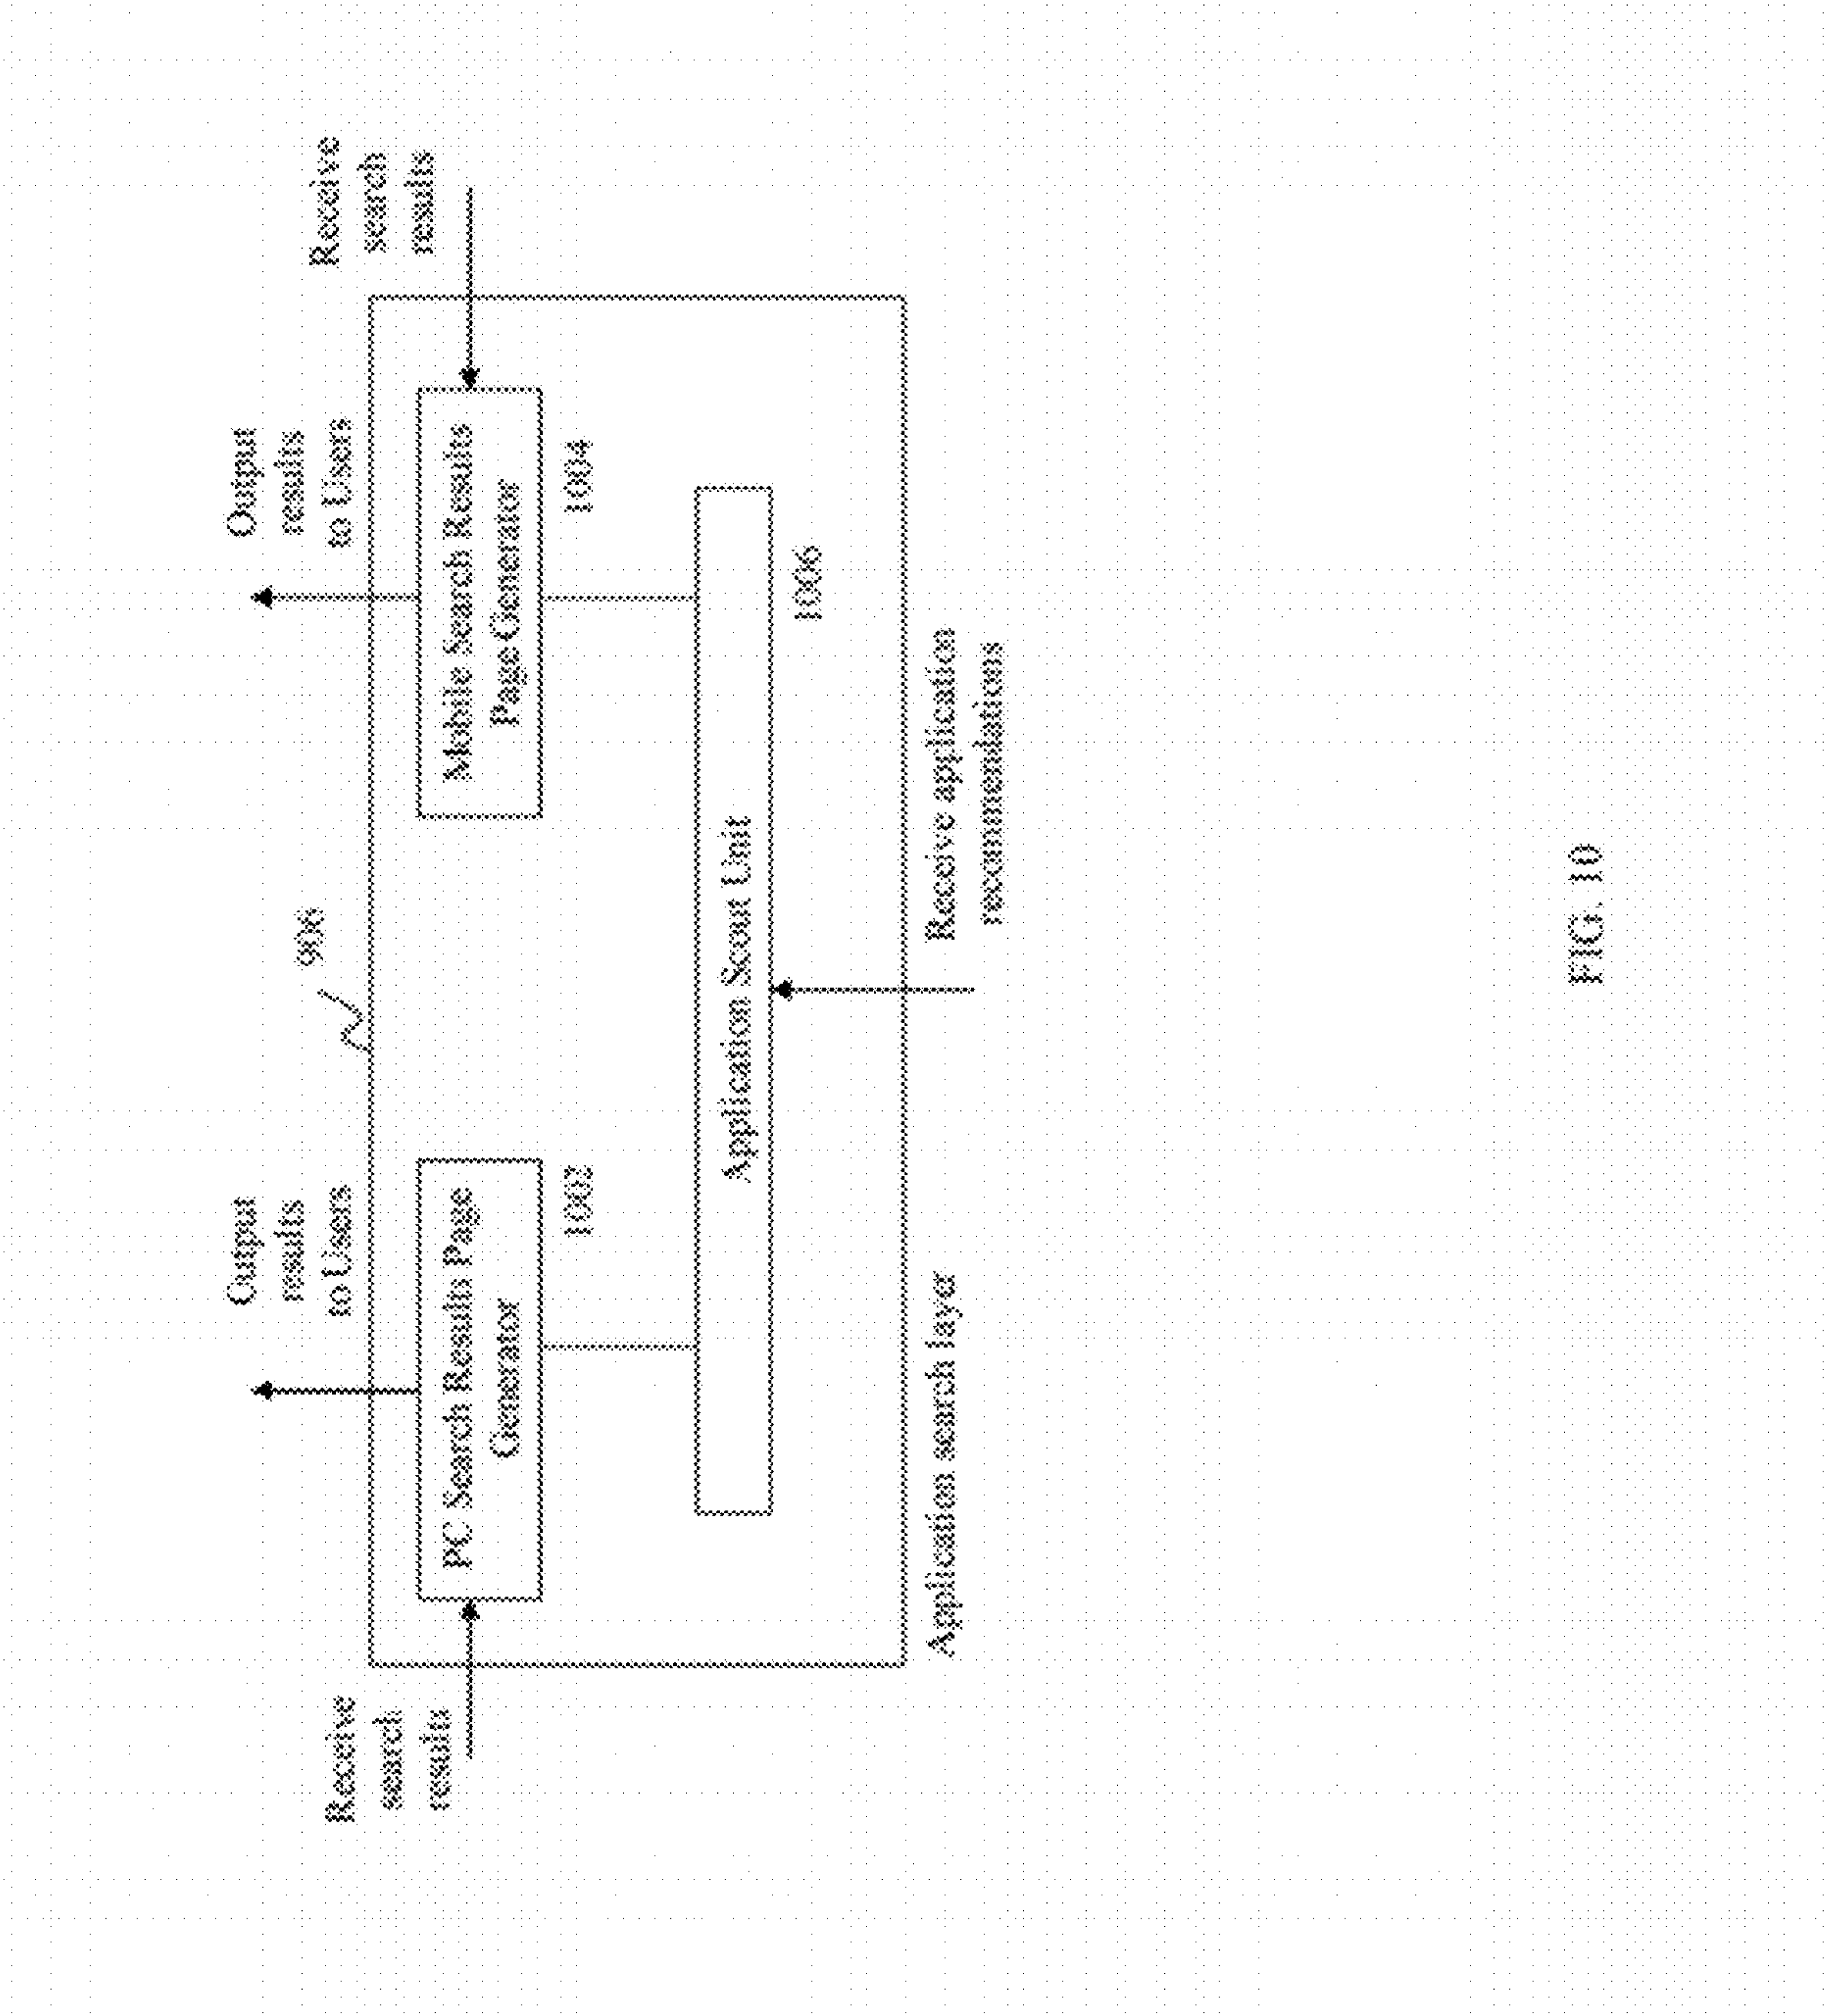 906
Output
results
to Users
Output
results
to Users
Receive
search
results
PC Search Results Page
Generator
1002
Mobile Search Results
Page Generator
1004
Receive
search
results
Application Scout Unit
1006
Application search layer
Receive application
recommendations
FIG. 10